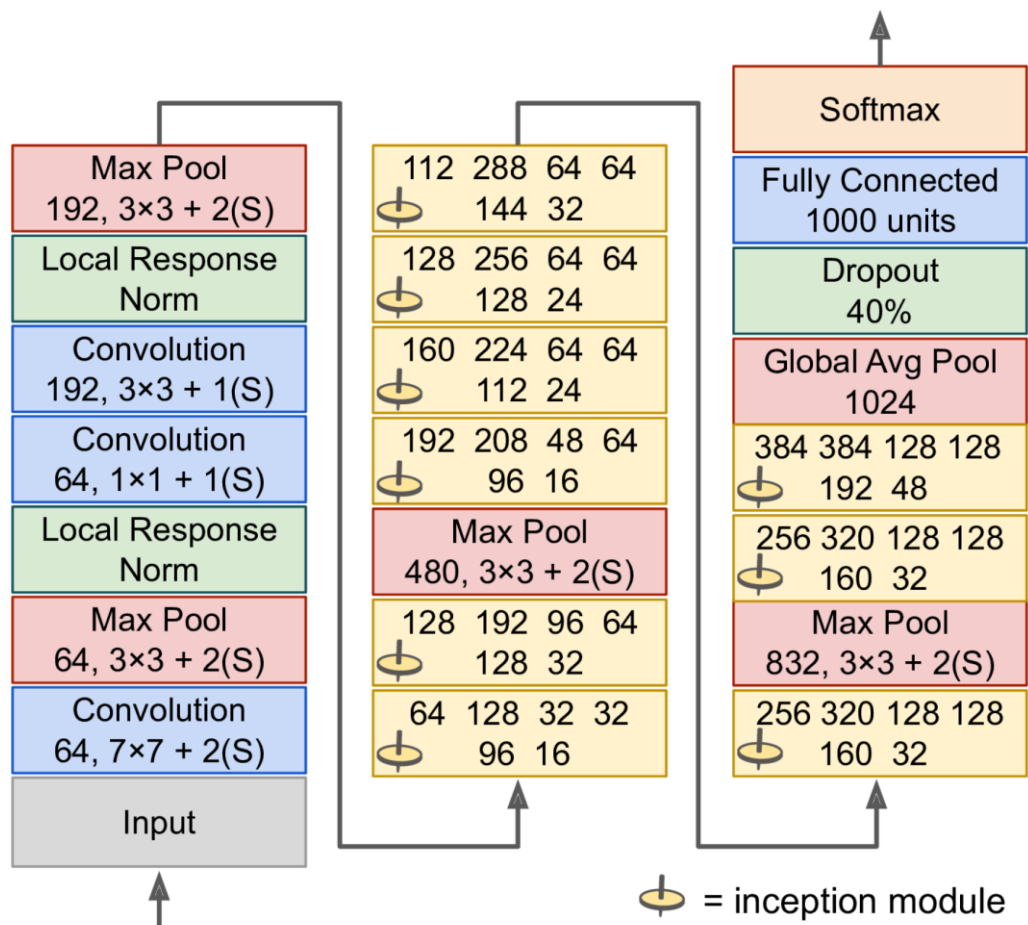 Max Pool
192, 3×3 + 2(S)
Local Response
Norm
Convolution
192, 3×3 + 1(S)
Convolution
64, 1×1 + 1(S)
Local Response
Norm
Max Pool
64, 3×3 + 2(S)
Convolution
64, 7×7 + 2(S)
Input
112 288 64 64
144 32
128 256 64 64
128 24
160 224 64 64
112 24
192 208 48 64
96 16
Max Pool
480, 3×3 + 2(S)
128 192 96 64
128 32
64 128 32 32
96 16
Softmax
Fully Connected
1000 units
Dropout
40%
Global Avg Pool
1024
384 384 128 128
192 48
256 320 128 128
160 32
Max Pool
832, 3×3 + 2(S)
256 320 128 128
160 32
= inception module